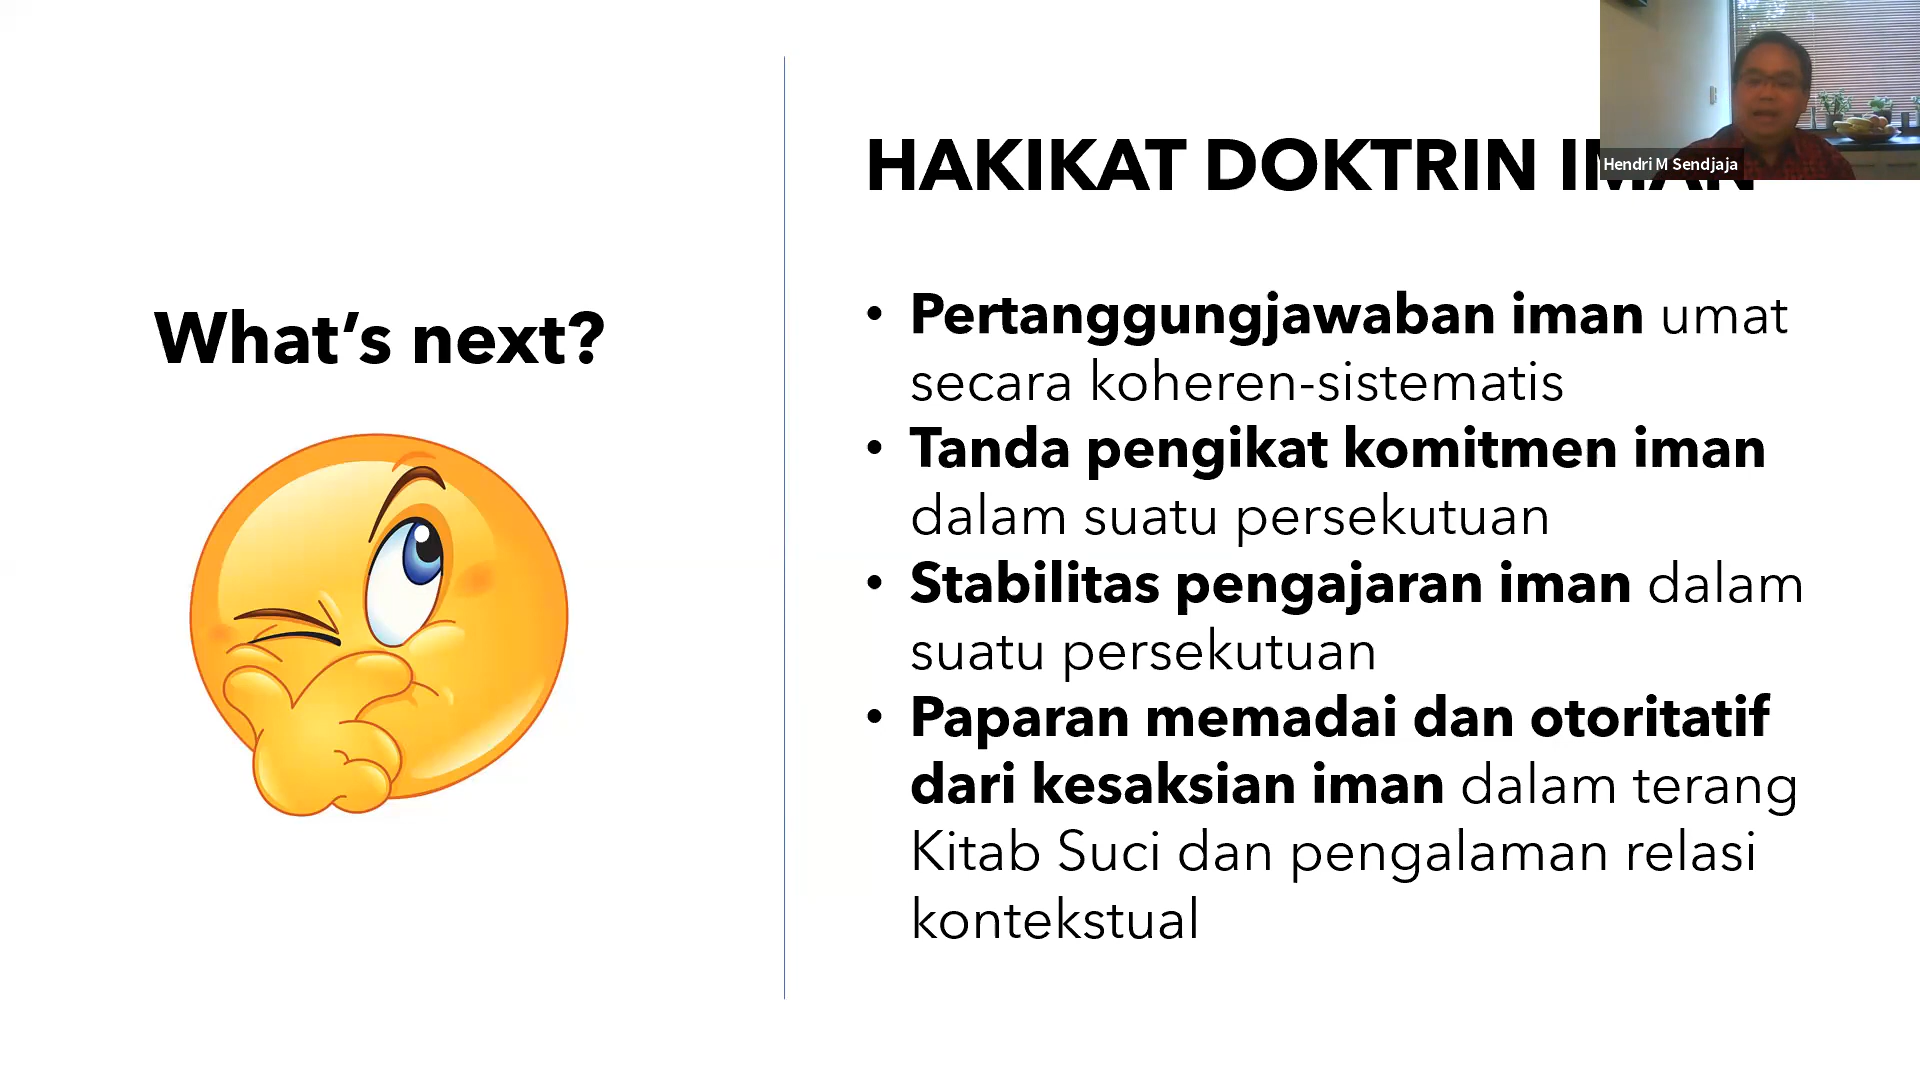 What's next?
HAKIKAT DOKTRIN IMAN
• Pertanggungjawaban iman umat
secara koheren-sistematis
• Tanda pengikat komitmen iman
dalam suatu persekutuan
• Stabilitas pengajaran iman dalam
suatu persekutuan
• Paparan memadai dan otoritatif
dari kesaksian iman dalam terang
Kitab Suci dan pengalaman relasi
kontekstual
Hendri M Sendjaja